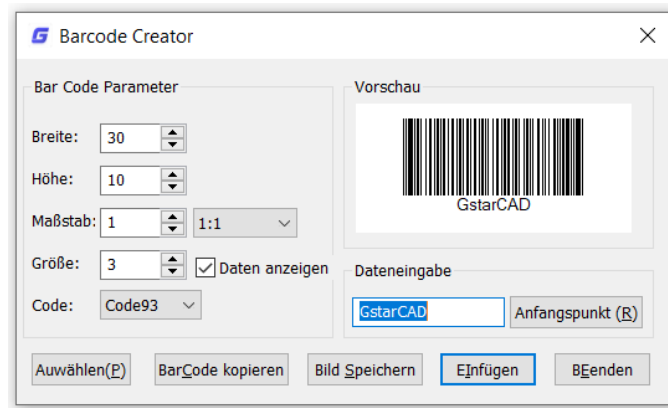 Barcode Creator
Bar Code Parameter
Breite: 30
Höhe: 10
Maßstab: 1 1:1
Größe: 3 Daten anzeigen
Code: Code93
Vorschau
GstarCAD
Dateneingabe
GstarCAD Anfangspunkt (R)
Auwählen(P) BarCode kopieren Bild Speichern EInfügen BEenden